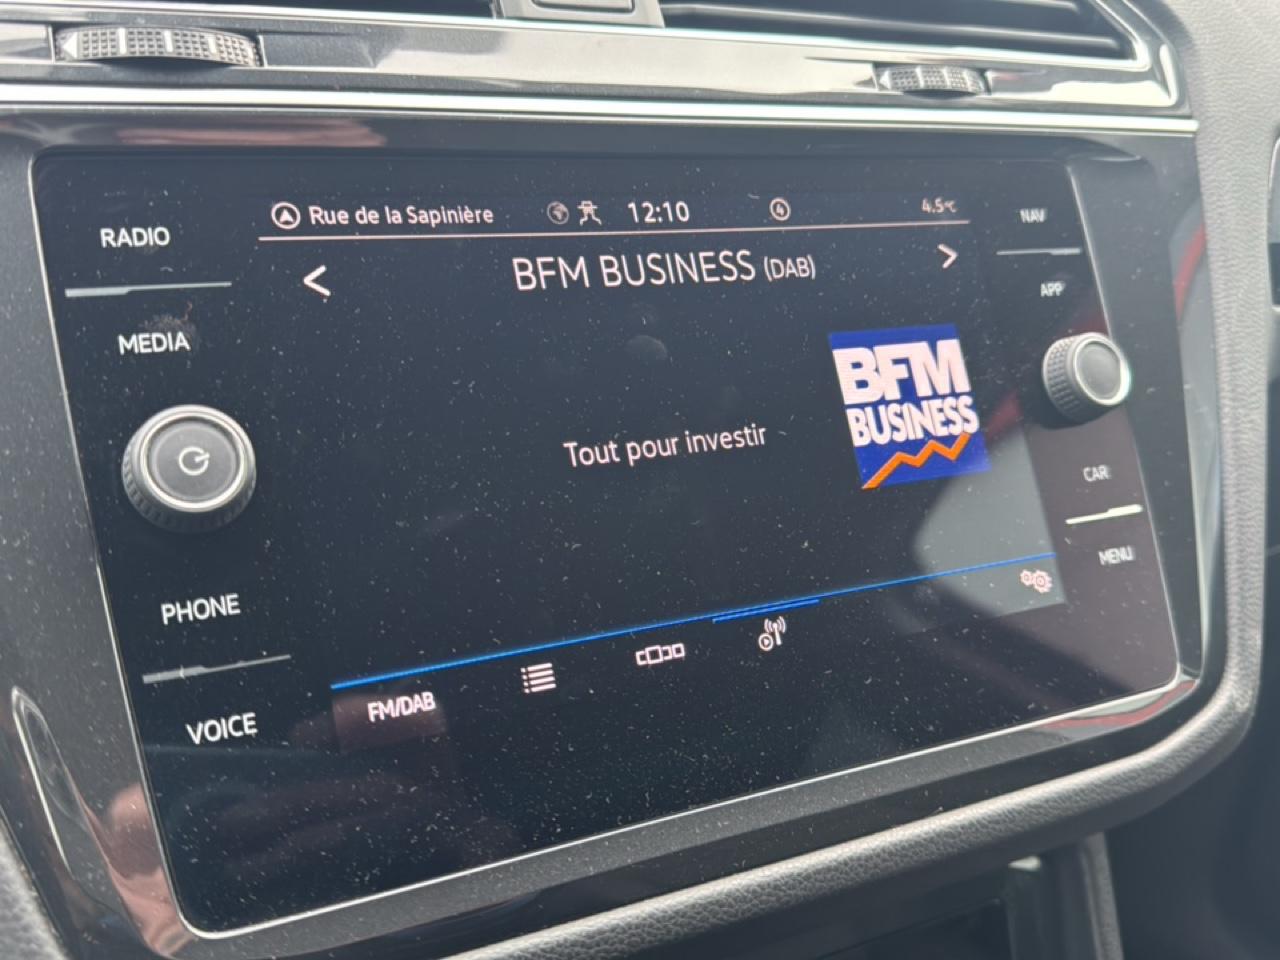 Rue de la Sapinière 12:10 4 4.5°C
RADIO
MEDIA
PHONE
VOICE
BFM BUSINESS (DAB)
Tout pour investir
BFM
BUSINESS
FM/DAB
NAV
APP
CAR
MENU